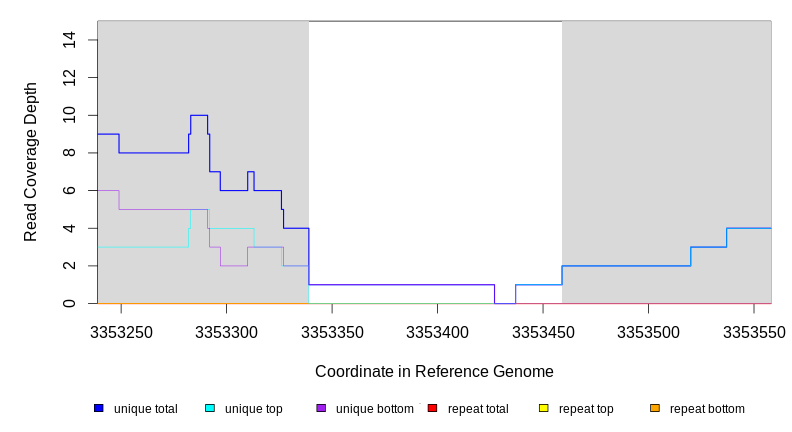 14
12
10
8
6
4
2
0
Read Coverage Depth
3353250 3353300 3353350 3353400 3353450 3353500 3353550
Coordinate in Reference Genome
unique total unique top unique bottom repeat total repeat top repeat bottom